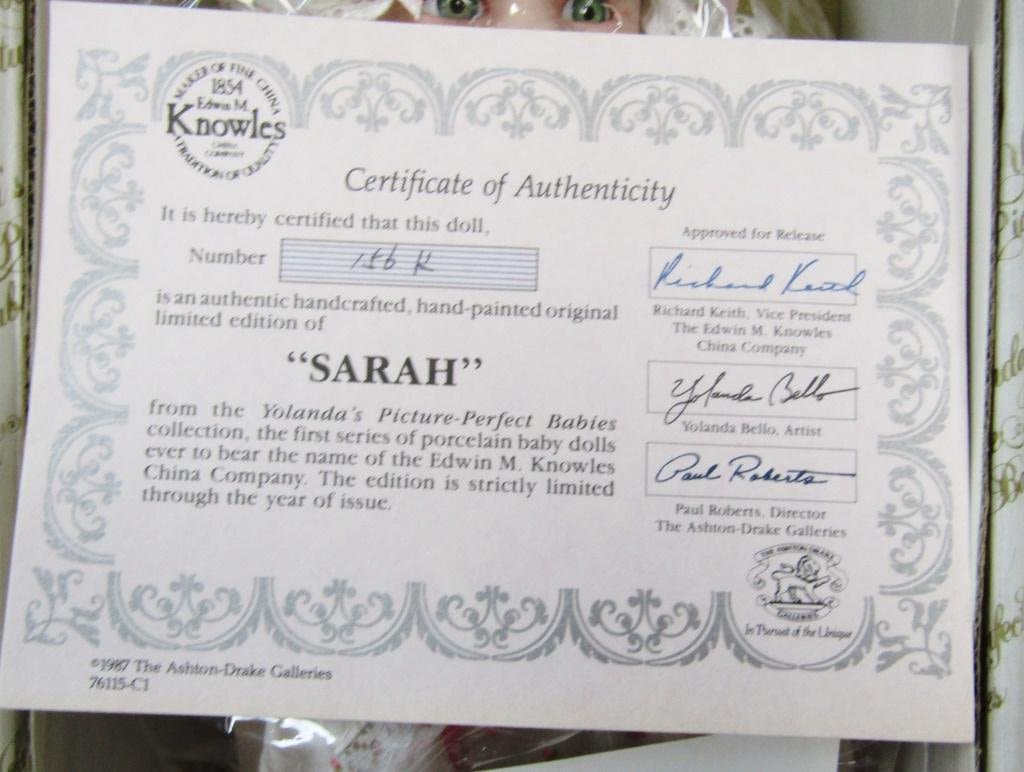 MAKER OF FINE CHINA
1854
Edwin M.
Knowles
CHINA
COMPANY
TRADITION OF QUALITY
Certificate of Authenticity
It is hereby certified that this doll,
Number 156 K
is an authentic handcrafted, hand-painted original
limited edition of
"SARAH"
from the Yolanda's Picture-Perfect Babies
collection, the first series of porcelain baby dolls
ever to bear the name of the Edwin M. Knowles
China Company. The edition is strictly limited
through the year of issue.
Approved for Release
Richard Keith
Richard Keith, Vice President
The Edwin M. Knowles
China Company
Yolanda Bello
Yolanda Bello, Artist
Paul Roberts
Paul Roberts, Director
The Ashton-Drake Galleries
THE ASHTON-DRAKE
GALLERIES
In Pursuit of the Unique
©1987 The Ashton-Drake Galleries
76115-C1